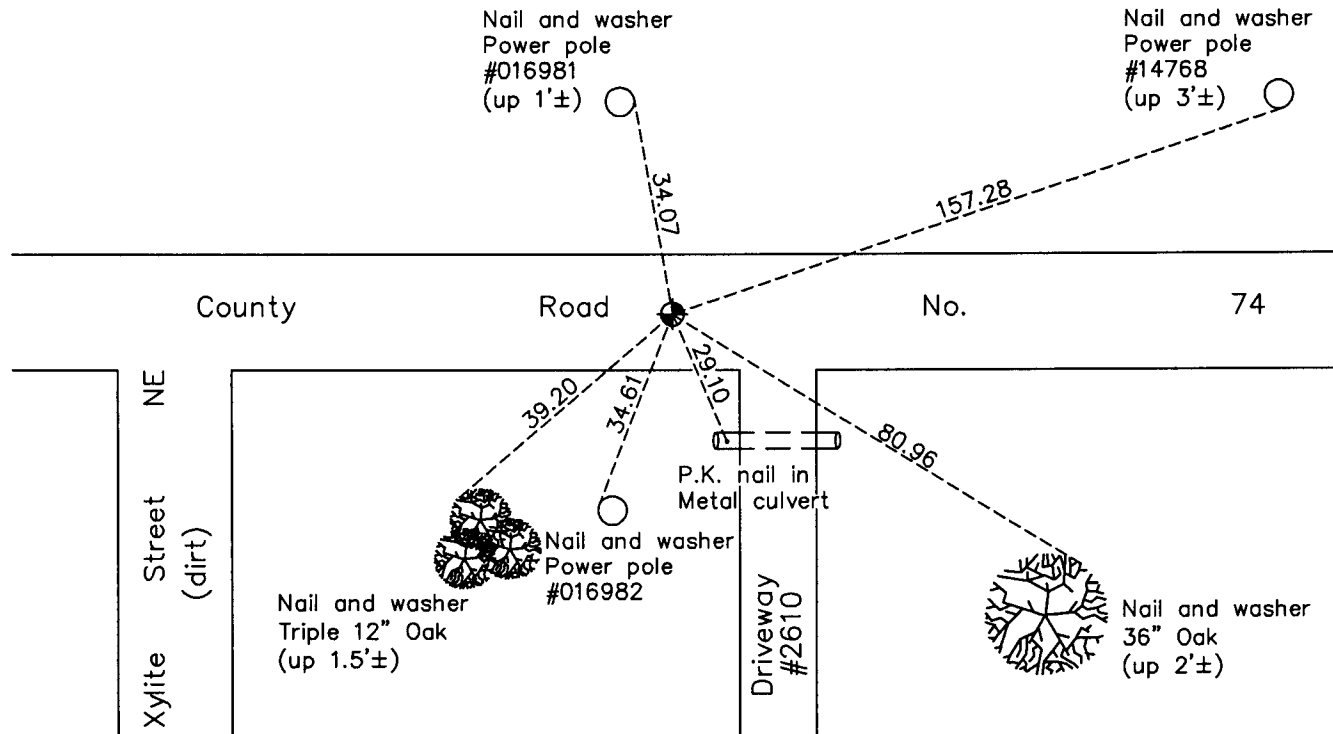 Nail and washer
Power pole
#016981
(up 1'±)
Nail and washer
Power pole
#14768
(up 3'±)
34.07
157.28
County Road No. 74
39.20
34.61
29.10
80.96
P.K. nail in
Metal culvert
Nail and washer
Power pole
#016982
Nail and washer
Triple 12" Oak
(up 1.5'±)
Nail and washer
36" Oak
(up 2'±)
Xylite Street NE
(dirt)
Driveway
#2610